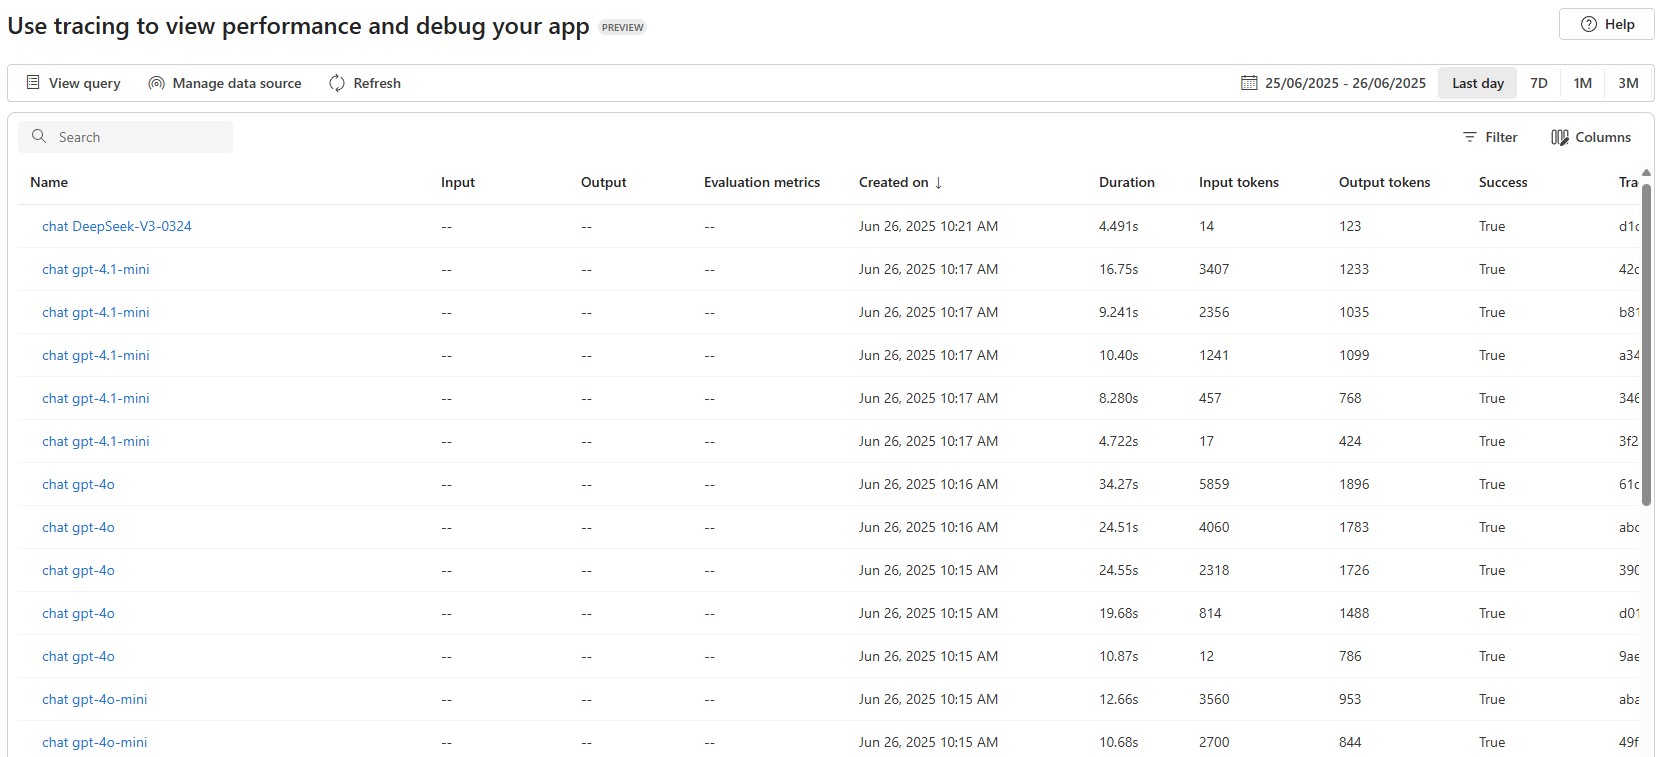 Use tracing to view performance and debug your app PREVIEW
Help
View query Manage data source Refresh 25/06/2025 - 26/06/2025 Last day 7D 1M 3M
Search Filter Columns
Name Input Output Evaluation metrics Created on ↓ Duration Input tokens Output tokens Success Tra
chat DeepSeek-V3-0324 -- -- -- Jun 26, 2025 10:21 AM 4.491s 14 123 True d1c
chat gpt-4.1-mini -- -- -- Jun 26, 2025 10:17 AM 16.75s 3407 1233 True 42c
chat gpt-4.1-mini -- -- -- Jun 26, 2025 10:17 AM 9.241s 2356 1035 True b81
chat gpt-4.1-mini -- -- -- Jun 26, 2025 10:17 AM 10.40s 1241 1099 True a34
chat gpt-4.1-mini -- -- -- Jun 26, 2025 10:17 AM 8.280s 457 768 True 346
chat gpt-4.1-mini -- -- -- Jun 26, 2025 10:17 AM 4.722s 17 424 True 3f2
chat gpt-4o -- -- -- Jun 26, 2025 10:16 AM 34.27s 5859 1896 True 61c
chat gpt-4o -- -- -- Jun 26, 2025 10:16 AM 24.51s 4060 1783 True abc
chat gpt-4o -- -- -- Jun 26, 2025 10:15 AM 24.55s 2318 1726 True 390
chat gpt-4o -- -- -- Jun 26, 2025 10:15 AM 19.68s 814 1488 True d01
chat gpt-4o -- -- -- Jun 26, 2025 10:15 AM 10.87s 12 786 True 9ae
chat gpt-4o-mini -- -- -- Jun 26, 2025 10:15 AM 12.66s 3560 953 True aba
chat gpt-4o-mini -- -- -- Jun 26, 2025 10:15 AM 10.68s 2700 844 True 49f